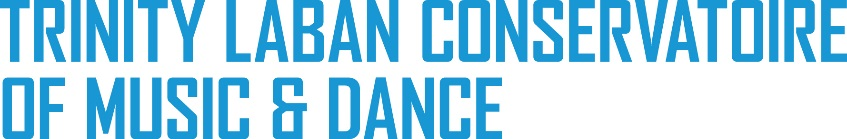 TRINITY LABAN CONSERVATOIRE
OF MUSIC & DANCE